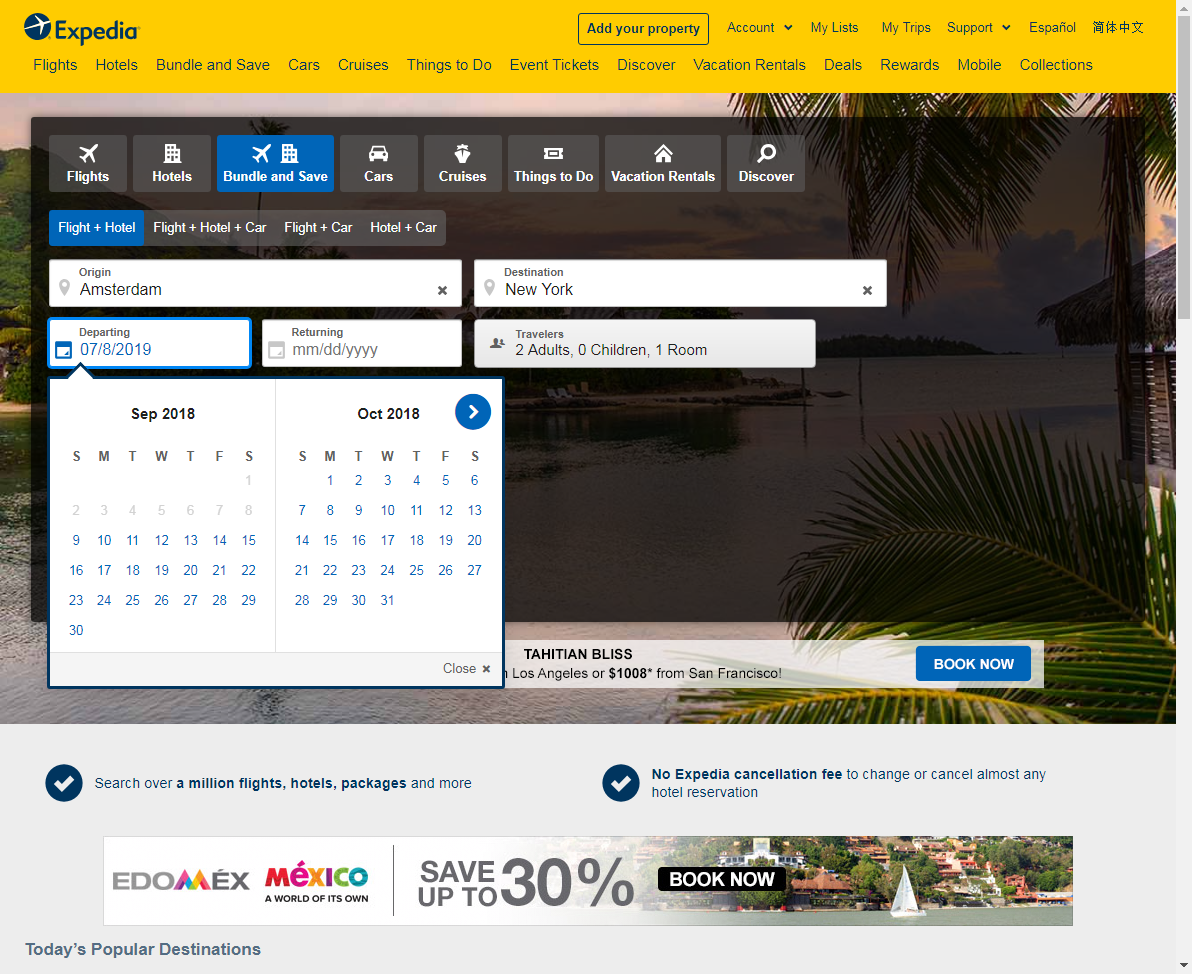 Expedia
Add your property Account My Lists My Trips Support Español 简体中文
Flights Hotels Bundle and Save Cars Cruises Things to Do Event Tickets Discover Vacation Rentals Deals Rewards Mobile Collections
Flights Hotels Bundle and Save Cars Cruises Things to Do Vacation Rentals Discover
Flight + Hotel Flight + Hotel + Car Flight + Car Hotel + Car
Origin
Amsterdam
Destination
New York
Departing
07/8/2019
Returning
mm/dd/yyyy
Travelers
2 Adults, 0 Children, 1 Room
Sep 2018
S M T W T F S
1
2 3 4 5 6 7 8
9 10 11 12 13 14 15
16 17 18 19 20 21 22
23 24 25 26 27 28 29
30
Oct 2018
S M T W T F S
1 2 3 4 5 6
7 8 9 10 11 12 13
14 15 16 17 18 19 20
21 22 23 24 25 26 27
28 29 30 31
Close
TAHITIAN BLISS
Los Angeles or $1008* from San Francisco!
BOOK NOW
Search over a million flights, hotels, packages and more
No Expedia cancellation fee to change or cancel almost any
hotel reservation
EDOMÉX
MÉXICO
A WORLD OF ITS OWN
SAVE
UP TO 30%
BOOK NOW
Today’s Popular Destinations